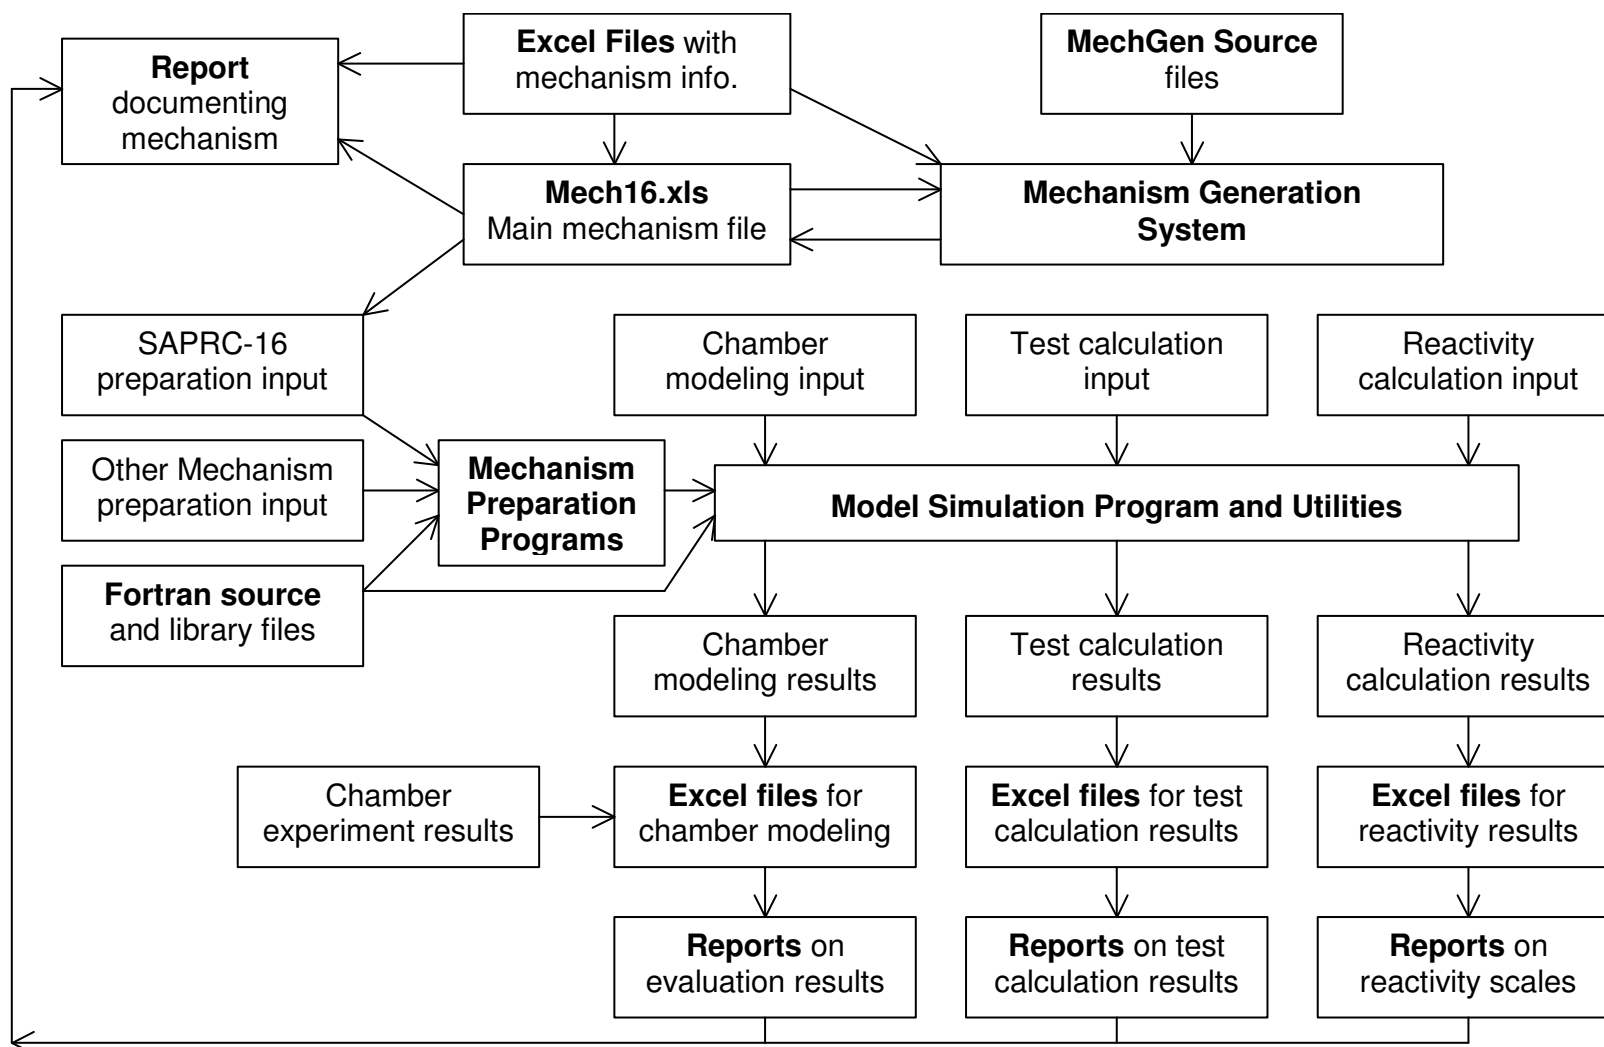 Excel Files with
mechanism info.
MechGen Source
files
Report
documenting
mechanism
Mech16.xls
Main mechanism file
Mechanism Generation
System
SAPRC-16
preparation input
Chamber
modeling input
Test calculation
input
Reactivity
calculation input
Other Mechanism
preparation input
Mechanism
Preparation
Programs
Model Simulation Program and Utilities
Fortran source
and library files
Chamber
modeling results
Test calculation
results
Reactivity
calculation results
Chamber
experiment results
Excel files for
chamber modeling
Excel files for test
calculation results
Excel files for
reactivity results
Reports on
evaluation results
Reports on test
calculation results
Reports on
reactivity scales